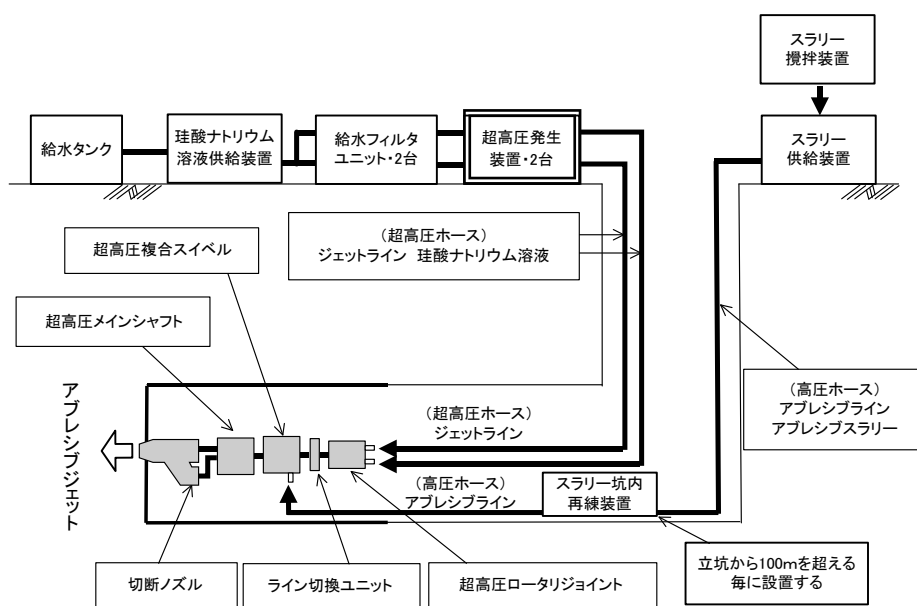 スラリー
攪拌装置
給水タンク
珪酸ナトリウム
溶液供給装置
給水フィルタ
ユニット・2台
超高圧発生
装置・2台
スラリー
供給装置
超高圧複合スイベル
(超高圧ホース)
ジェットライン 珪酸ナトリウム溶液
超高圧メインシャフト
アブレシブジェット
(超高圧ホース)
ジェットライン
(高圧ホース)
アブレシブライン
アブレシブスラリー
(高圧ホース)
アブレシブライン
スラリー坑内
再練装置
切断ノズル
ライン切換ユニット
超高圧ロータリジョイント
立坑から100mを超える
毎に設置する